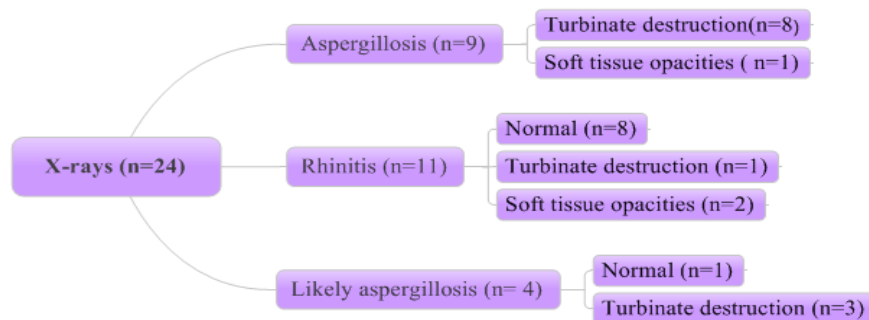 X-rays (n=24)
Aspergillosis (n=9)
Turbinate destruction(n=8)
Soft tissue opacities ( n=1)
Rhinitis (n=11)
Normal (n=8)
Turbinate destruction (n=1)
Soft tissue opacities (n=2)
Likely aspergillosis (n= 4)
Normal (n=1)
Turbinate destruction (n=3)